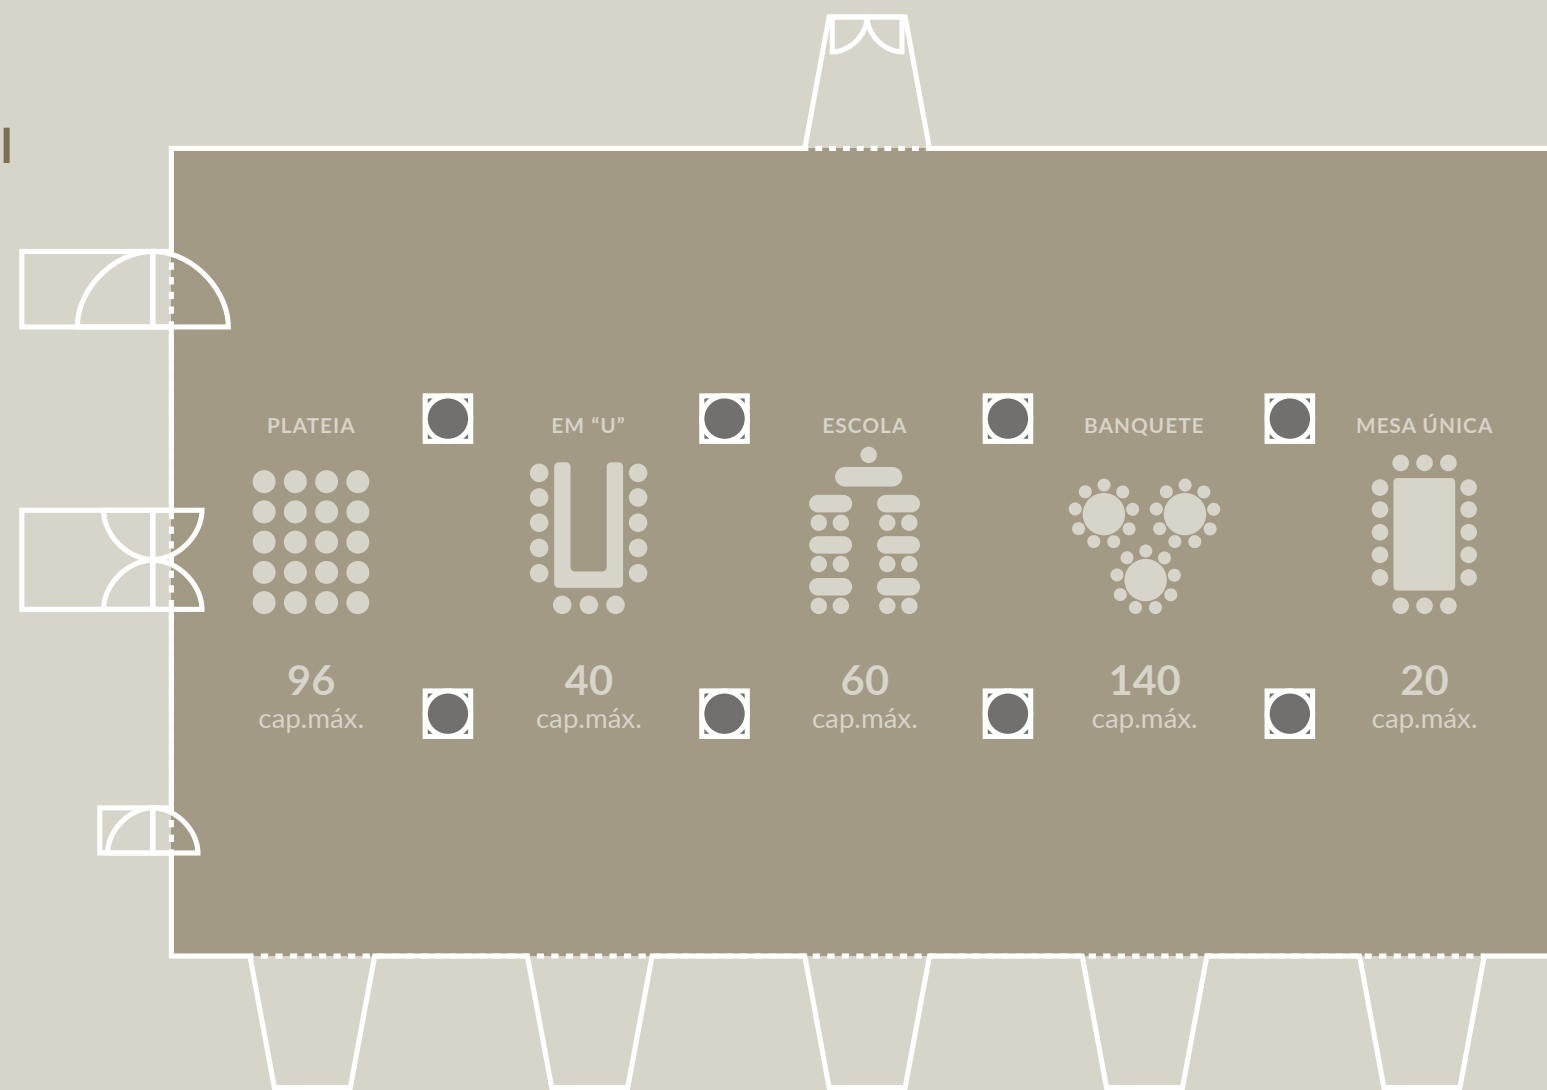 PLATEIA
EM “U”
ESCOLA
BANQUETE
MESA ÚNICA
96
40
60
140
20
cap.máx.
cap.máx.
cap.máx.
cap.máx.
cap.máx.